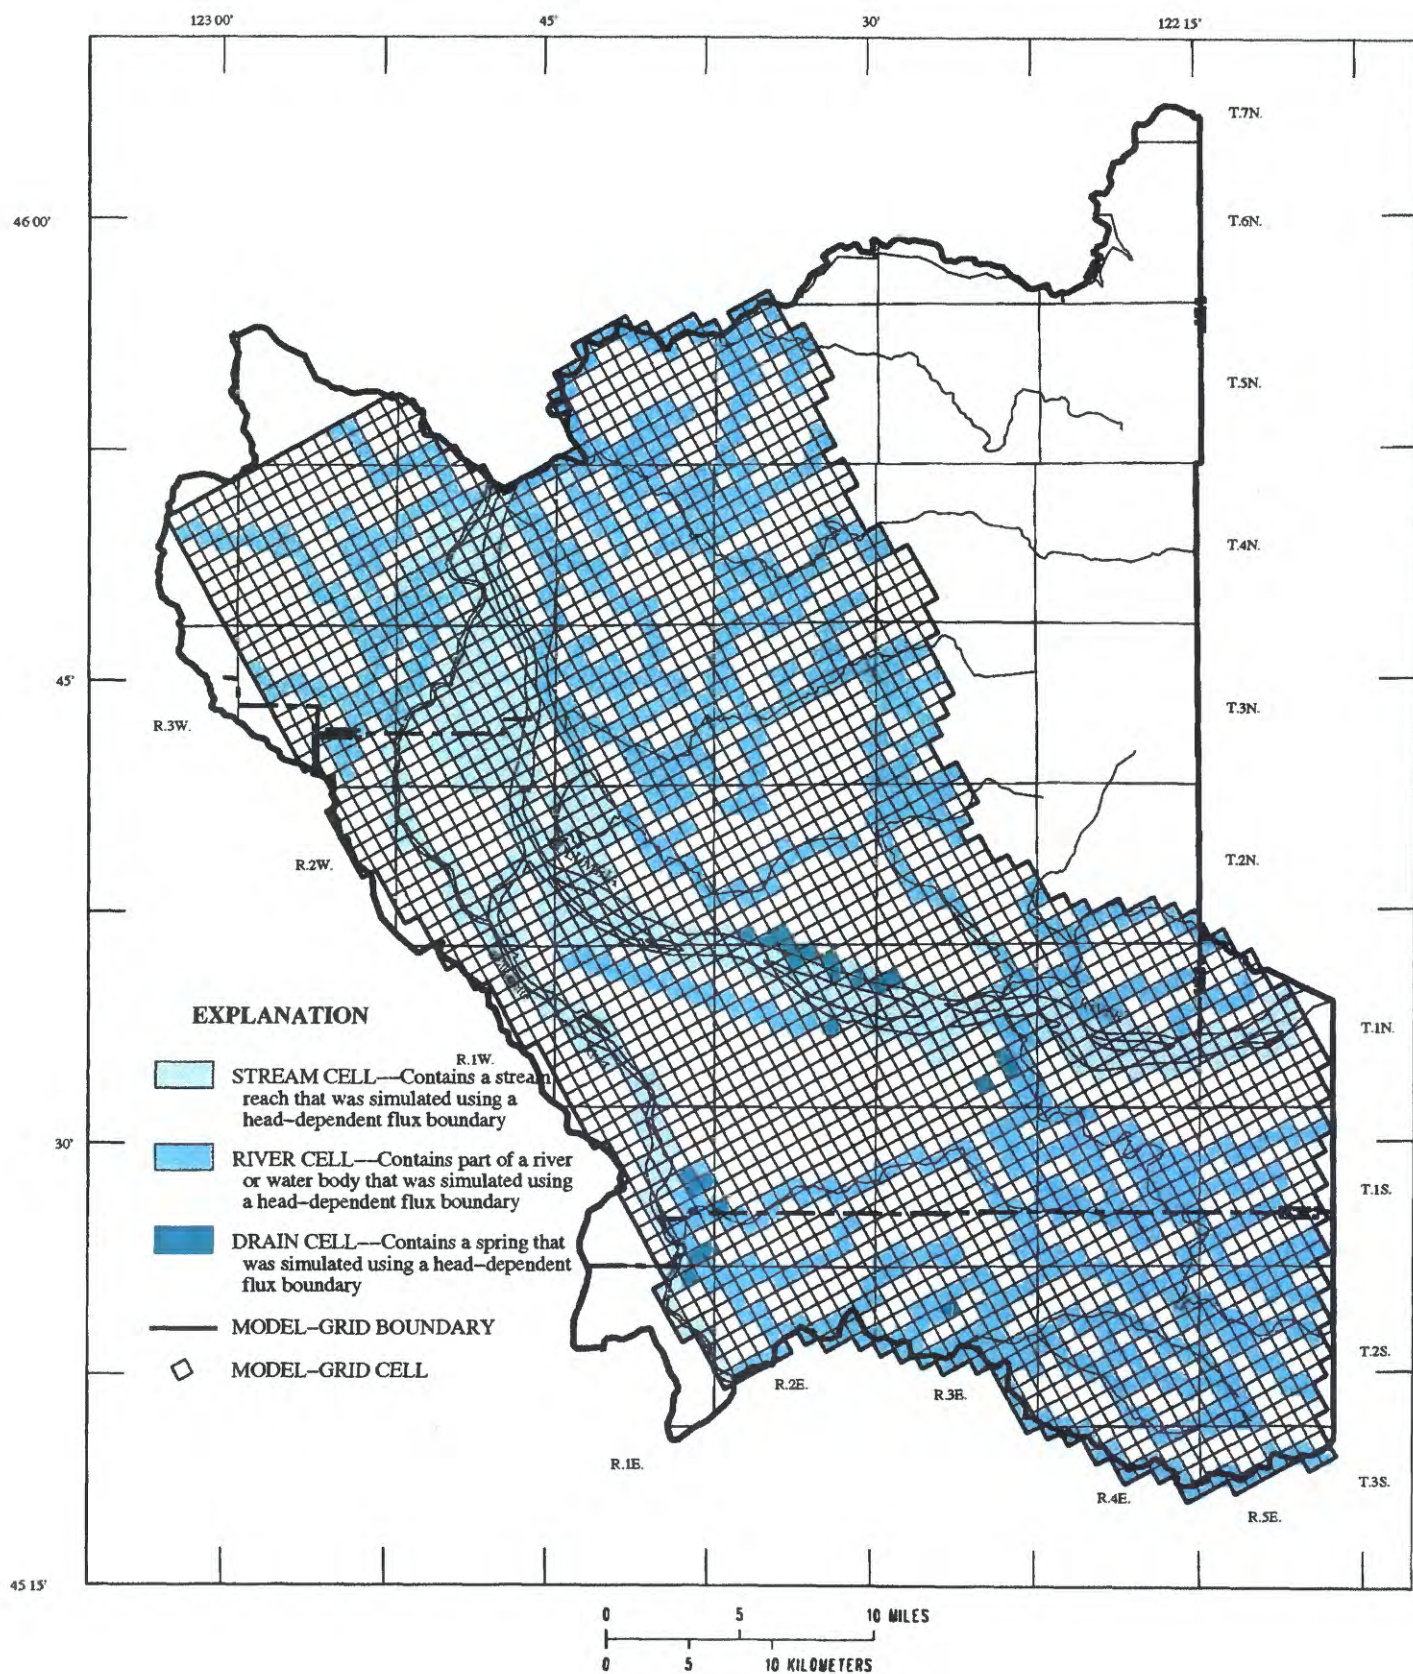 123 00'
45'
30'
122 15'
T.7N.
46 00'
T.6N.
T.5N.
T.4N.
45'
R.3W.
T.3N.
R.2W.
T.2N.
EXPLANATION
T.1N.
R.1W.
STREAM CELL—Contains a stream
reach that was simulated using a
head–dependent flux boundary
30'
RIVER CELL—Contains part of a river
or water body that was simulated using
a head–dependent flux boundary
T.1S.
DRAIN CELL—Contains a spring that
was simulated using a head–dependent
flux boundary
MODEL–GRID BOUNDARY
T.2S.
MODEL–GRID CELL
R.2E.
R.3E.
R.1E.
T.3S.
R.4E.
R.5E.
45 15'
0 5 10 MILES
0 5 10 KILOMETERS